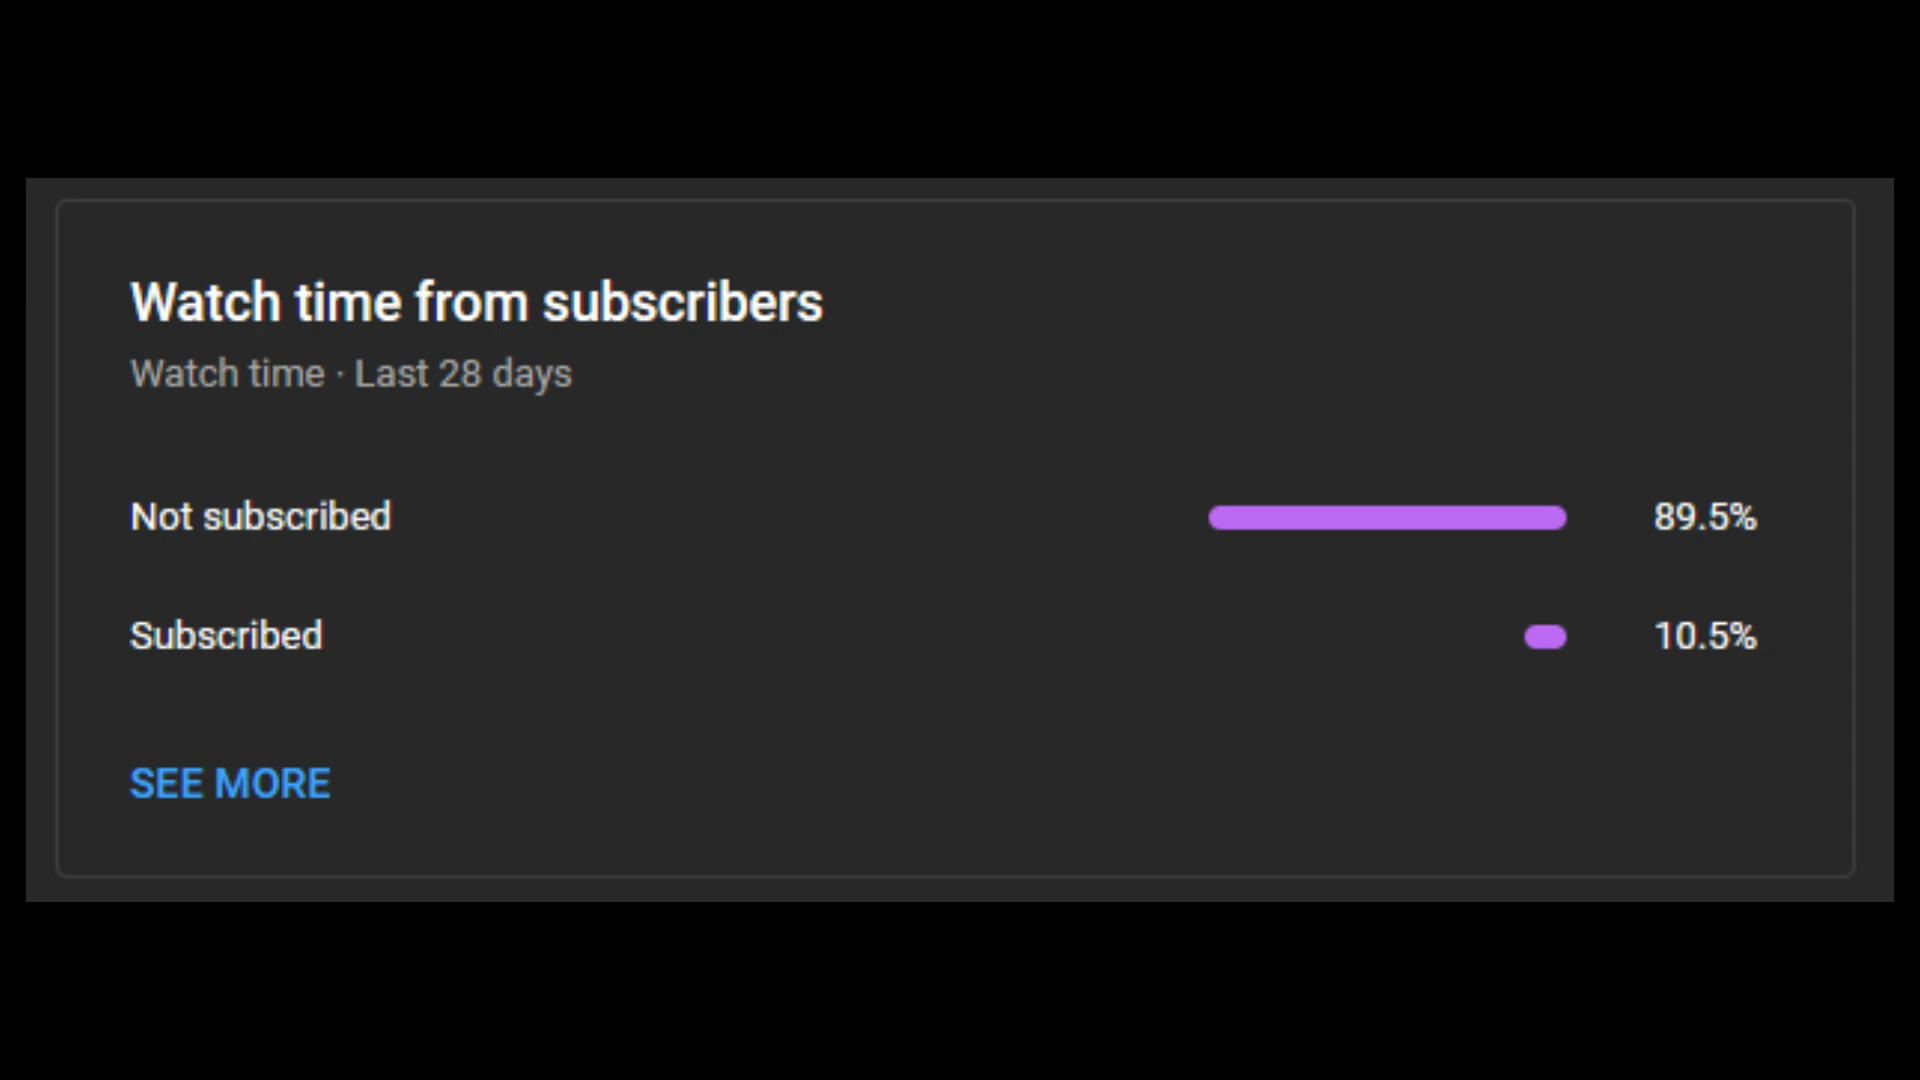 Watch time from subscribers
Watch time · Last 28 days
Not subscribed 89.5%
Subscribed 10.5%
SEE MORE